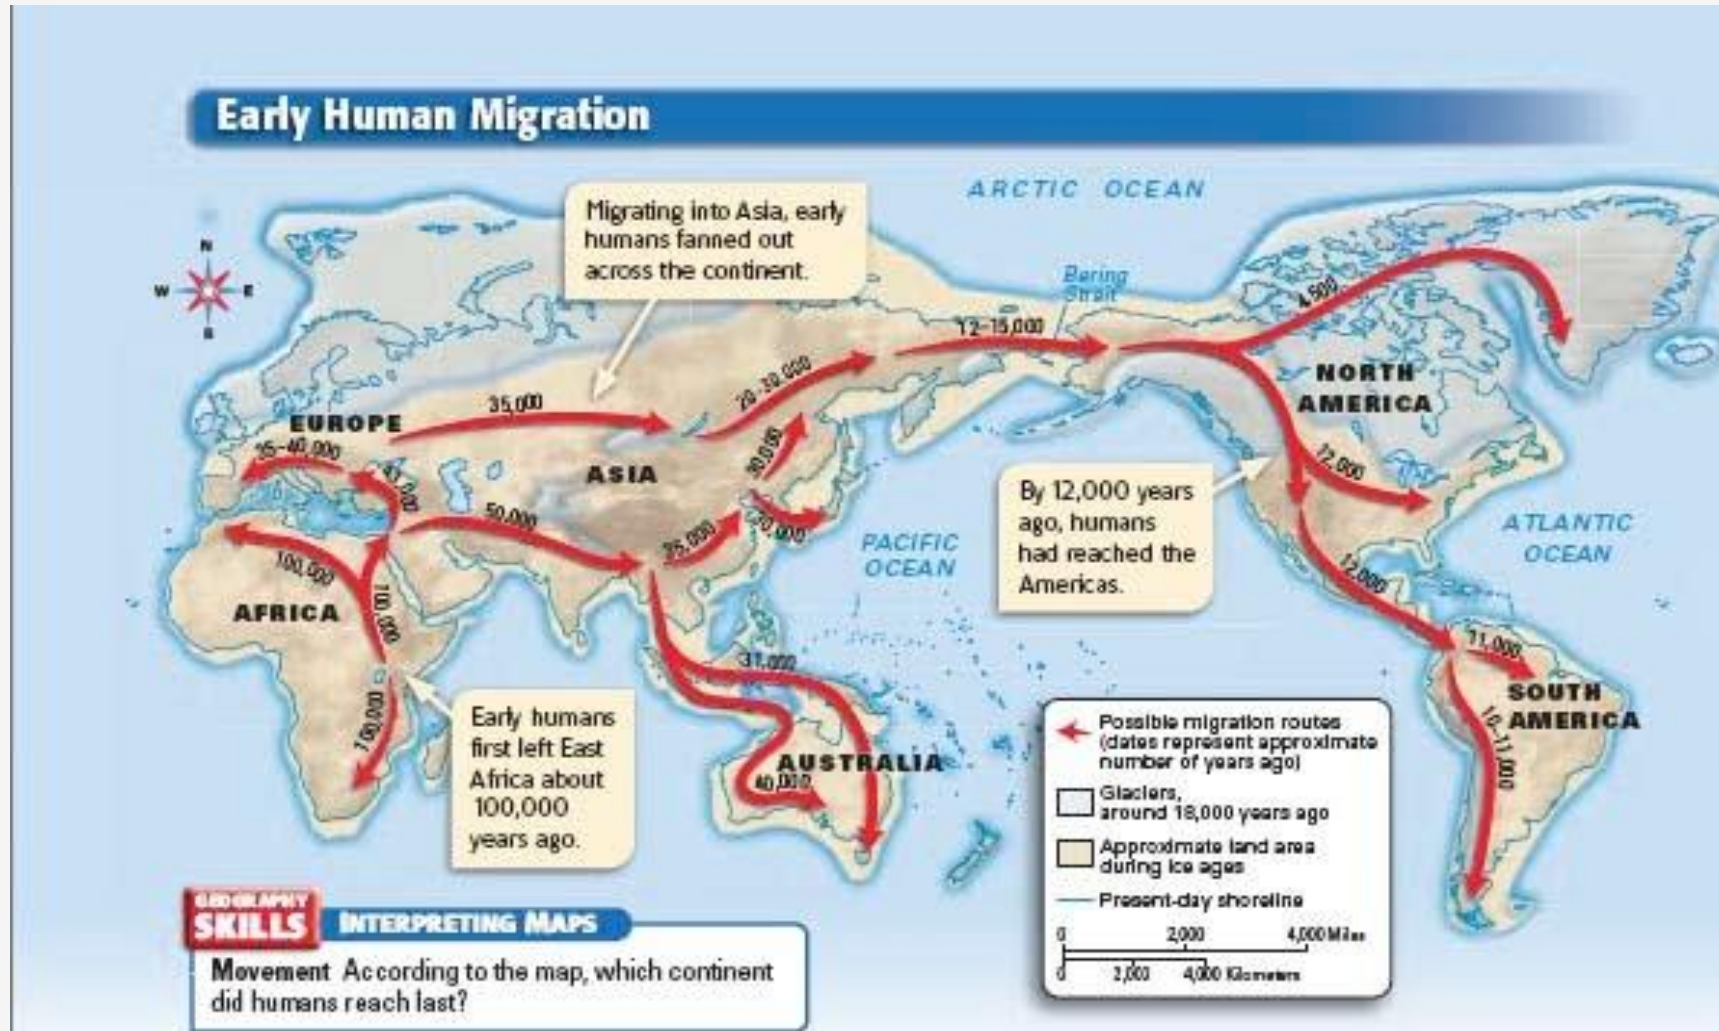 Early Human Migration
ARCTIC OCEAN
Migrating into Asia, early
humans fanned out
across the continent.
N
W
E
S
Bering
Strait
4,500
12-15,000
NORTH
AMERICA
20-30,000
35,000
EUROPE
35-40,000
43,000
ASIA
30,000
12,000
50,000
35,000
30,000
By 12,000 years
ago, humans
had reached the
Americas.
PACIFIC
OCEAN
ATLANTIC
OCEAN
100,000
AFRICA
100,000
12,000
31,000
11,000
100,000
SOUTH
AMERICA
10-11,000
Early humans
first left East
Africa about
100,000
years ago.
AUSTRALIA
40,000
Possible migration routes
(dates represent approximate
number of years ago)
Glaciers,
around 18,000 years ago
Approximate land area
during ice ages
Present-day shoreline
0 2,000 4,000 Miles
0 2,000 4,000 Kilometers
GEOGRAPHY
SKILLS
INTERPRETING MAPS
Movement According to the map, which continent
did humans reach last?